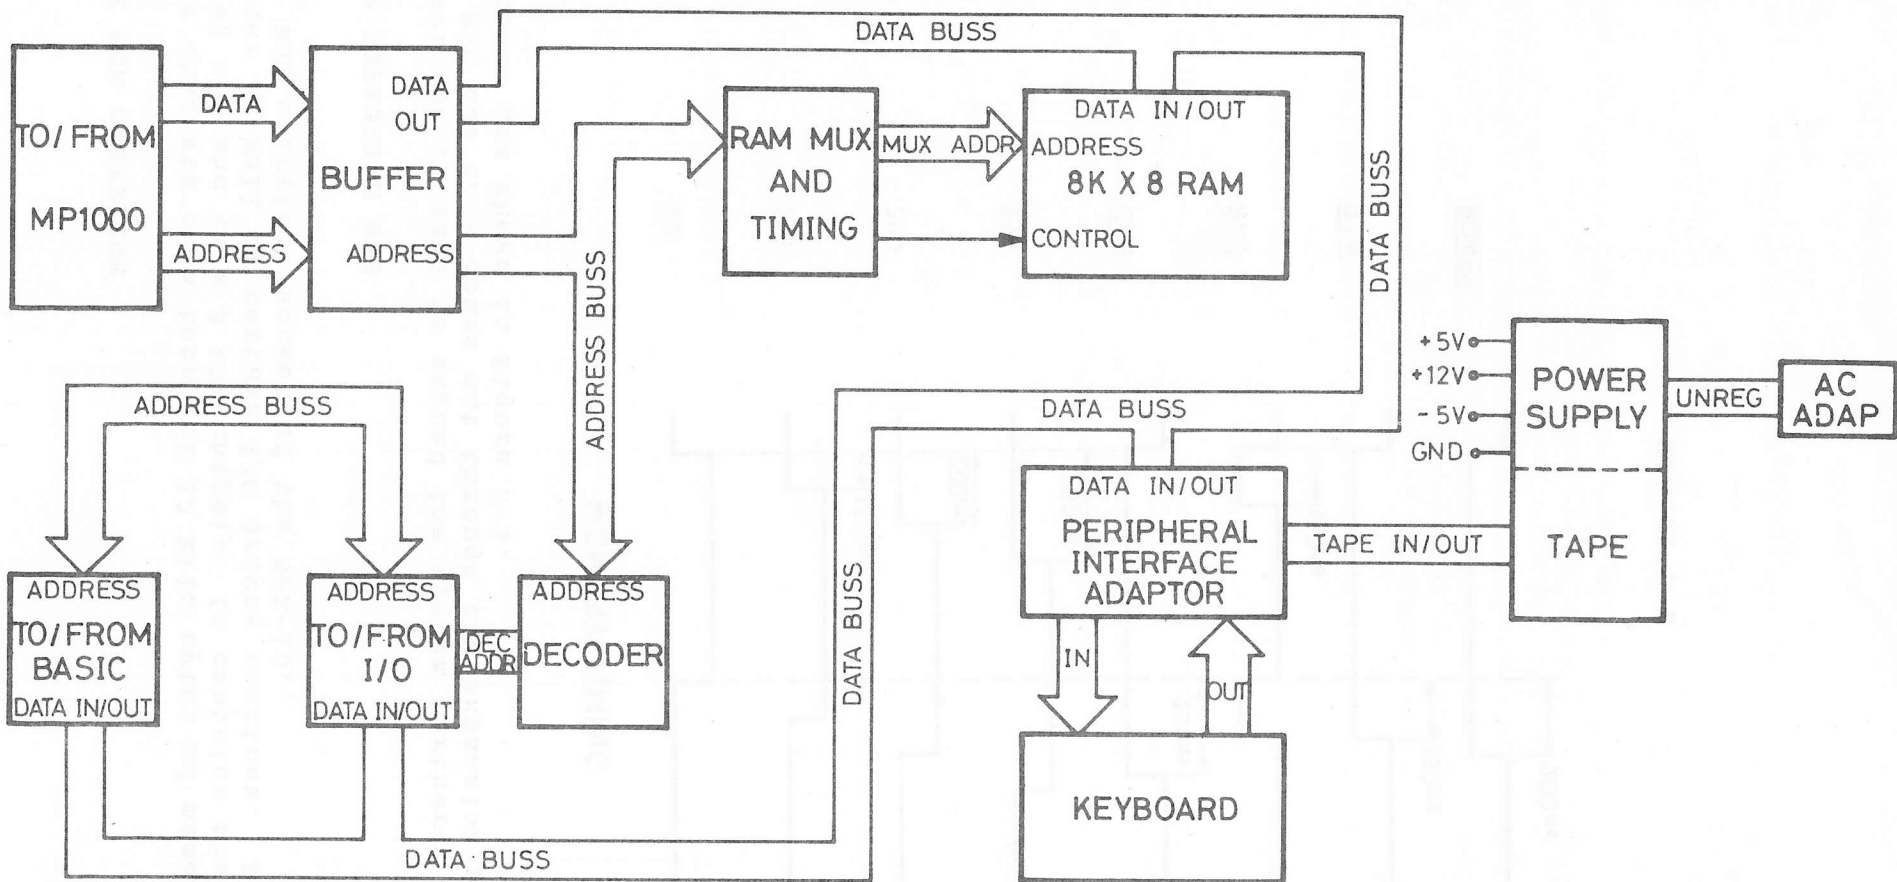 DATA BUSS
TO/FROM
MP1000
DATA
ADDRESS
DATA
OUT
BUFFER
ADDRESS
RAM MUX
AND
TIMING
MUX ADDR
DATA IN/OUT
ADDRESS
8K X 8 RAM
CONTROL
DATA BUSS
ADDRESS BUSS
+5V
+12V
-5V
GND
POWER
SUPPLY
TAPE
UNREG
AC
ADAP
ADDRESS BUSS
DATA BUSS
DATA IN/OUT
PERIPHERAL
INTERFACE
ADAPTOR
TAPE IN/OUT
ADDRESS
TO/FROM
BASIC
DATA IN/OUT
ADDRESS
TO/FROM
I/O
DATA IN/OUT
DEC
ADDR
ADDRESS
DECODER
DATA BUSS
IN
OUT
KEYBOARD
DATA BUSS